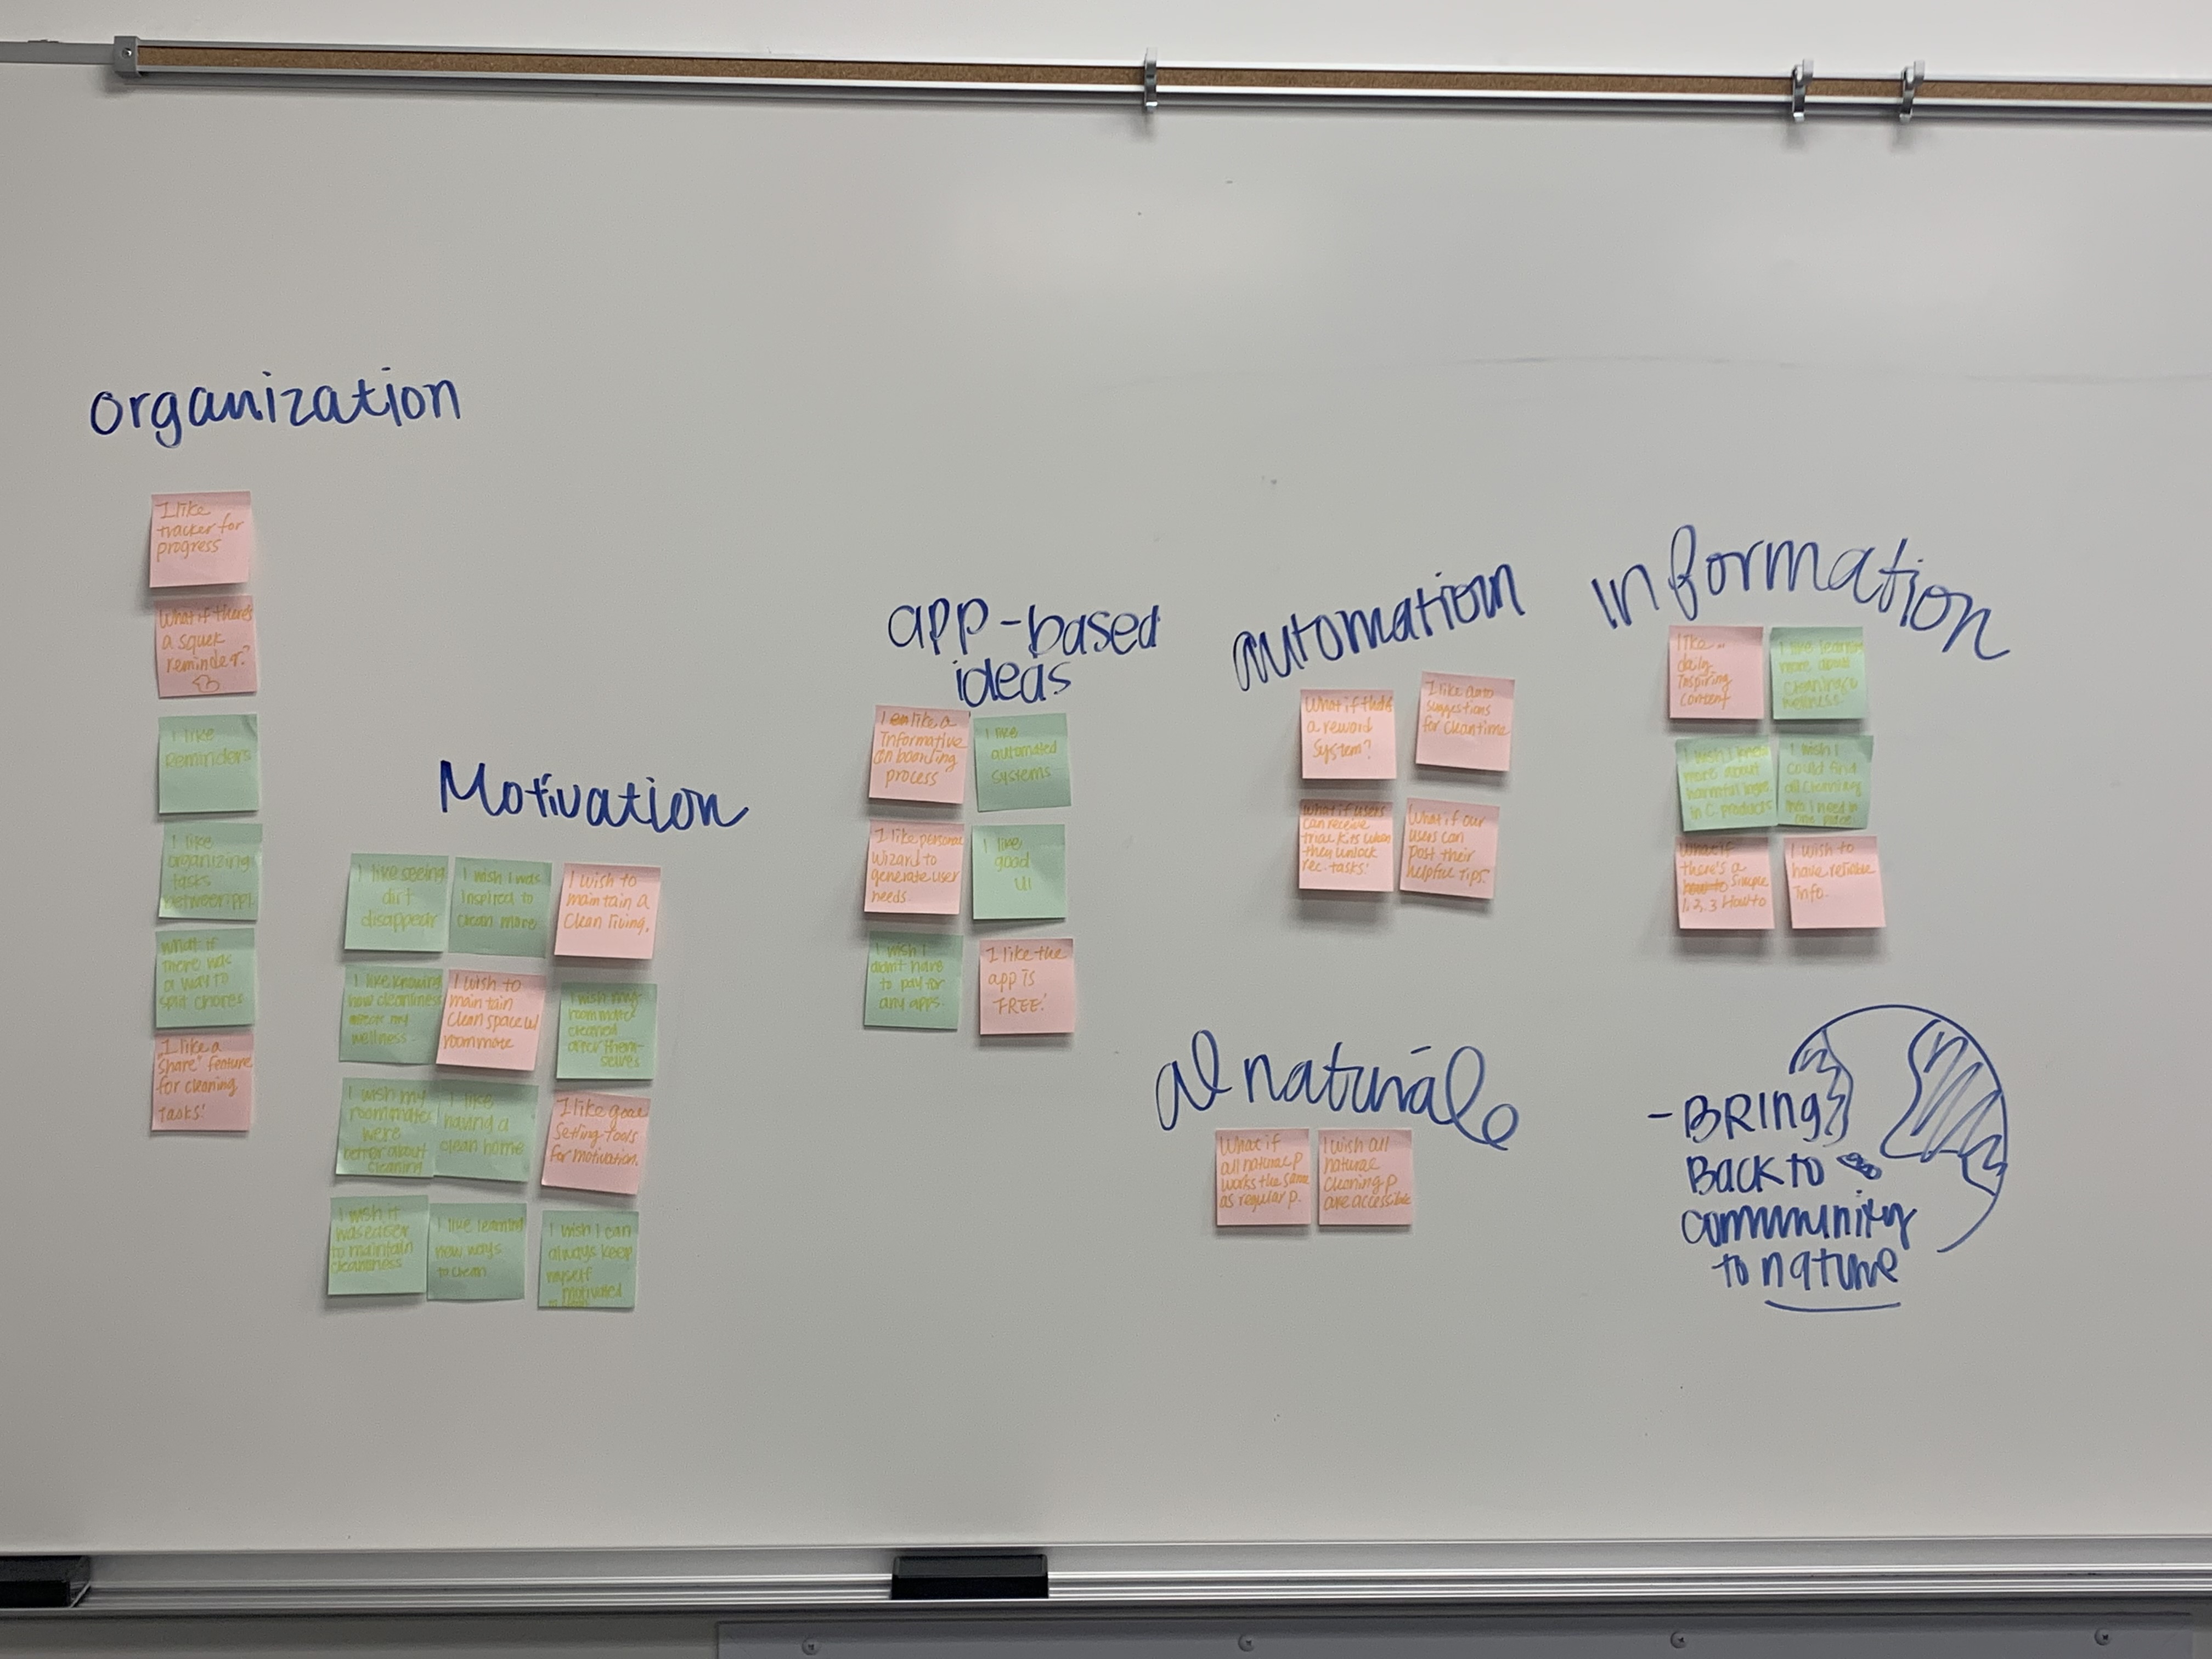 organization
I like
tracker for
progress
What if there's
a squek
reminder?
I like
Reminders
I like
organizing
tasks
between ppl.
what if
there was
a way to
split chores
I like a
"share" feature
for cleaning
tasks!
Motivation
I like seeing
dirt
disappear
I wish I was
inspired to
clean more
I wish to
maintain a
clean living.
I like knowing
how cleanliness
my
wellness
I wish to
maintain
clean space w/
roommate
I wish my
roommate
cleaned
after them-
selves
I wish my
roommates
were
better about
cleaning
I like
having a
clean home
I like goal
setting tools
for motivation.
I wish it
was easier
to maintain
cleanliness
I like learning
new ways
to clean
I wish I can
always keep
myself
motivated
to clean
app-based
ideas
I like a
Informative
on boarding
process
I like
automated
systems
I like personal
wizard to
generate user
needs.
I like
good
UI
I wish I
didn't have
to pay for
any apps.
I like the
app is
FREE!
automation
What if that's
a reward
system?
I like auto
suggestions
for clean time
What if users
can receive
trial kits when
they unlock
rec. tasks!
What if our
users can
post their
helpful tips.
information
I like
daily
Inspiring
content
I like learning
more about
cleaning &
wellness
I wish I knew
more about
harmful ingre.
in C. products
I wish I
could find
all cleaning
info I need in
one place
What if
there's a
simple
1, 2, 3 How to
I wish to
have reliable
info.
al naturále
What if
all natural p
works the same
as regular p.
I wish all
natural
cleaning p
are accessible
- BRing
Back to
community
to nature